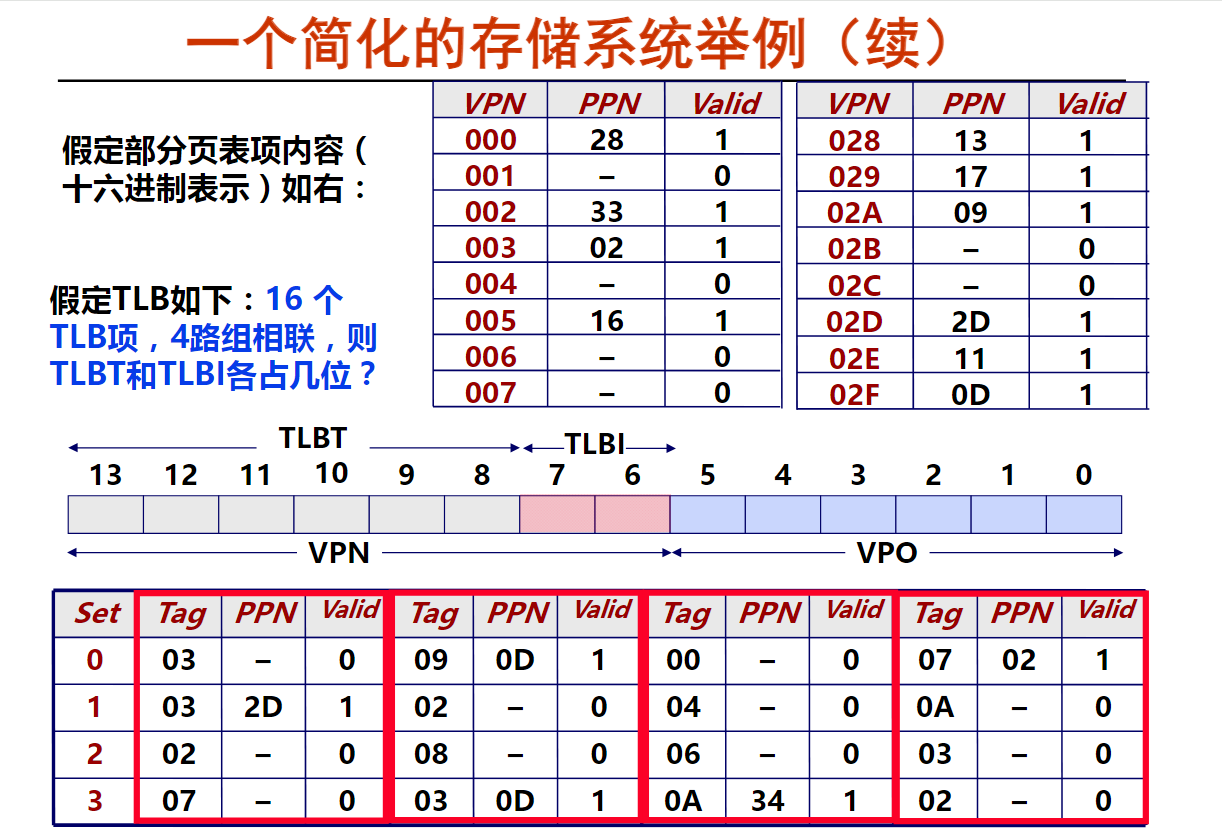 一个简化的存储系统举例（续）
假定部分页表项内容（
十六进制表示）如右：
VPN PPN Valid
000 28 1
001 – 0
002 33 1
003 02 1
004 – 0
005 16 1
006 – 0
007 – 0
VPN PPN Valid
028 13 1
029 17 1
02A 09 1
02B – 0
02C – 0
02D 2D 1
02E 11 1
02F 0D 1
假定TLB如下：16 个
TLB项，4路组相联，则
TLBT和TLBI各占几位？
TLBT TLBI
13 12 11 10 9 8 7 6 5 4 3 2 1 0
VPN VPO
Set Tag PPN Valid Tag PPN Valid Tag PPN Valid Tag PPN Valid
0 03 – 0 09 0D 1 00 – 0 07 02 1
1 03 2D 1 02 – 0 04 – 0 0A – 0
2 02 – 0 08 – 0 06 – 0 03 – 0
3 07 – 0 03 0D 1 0A 34 1 02 – 0